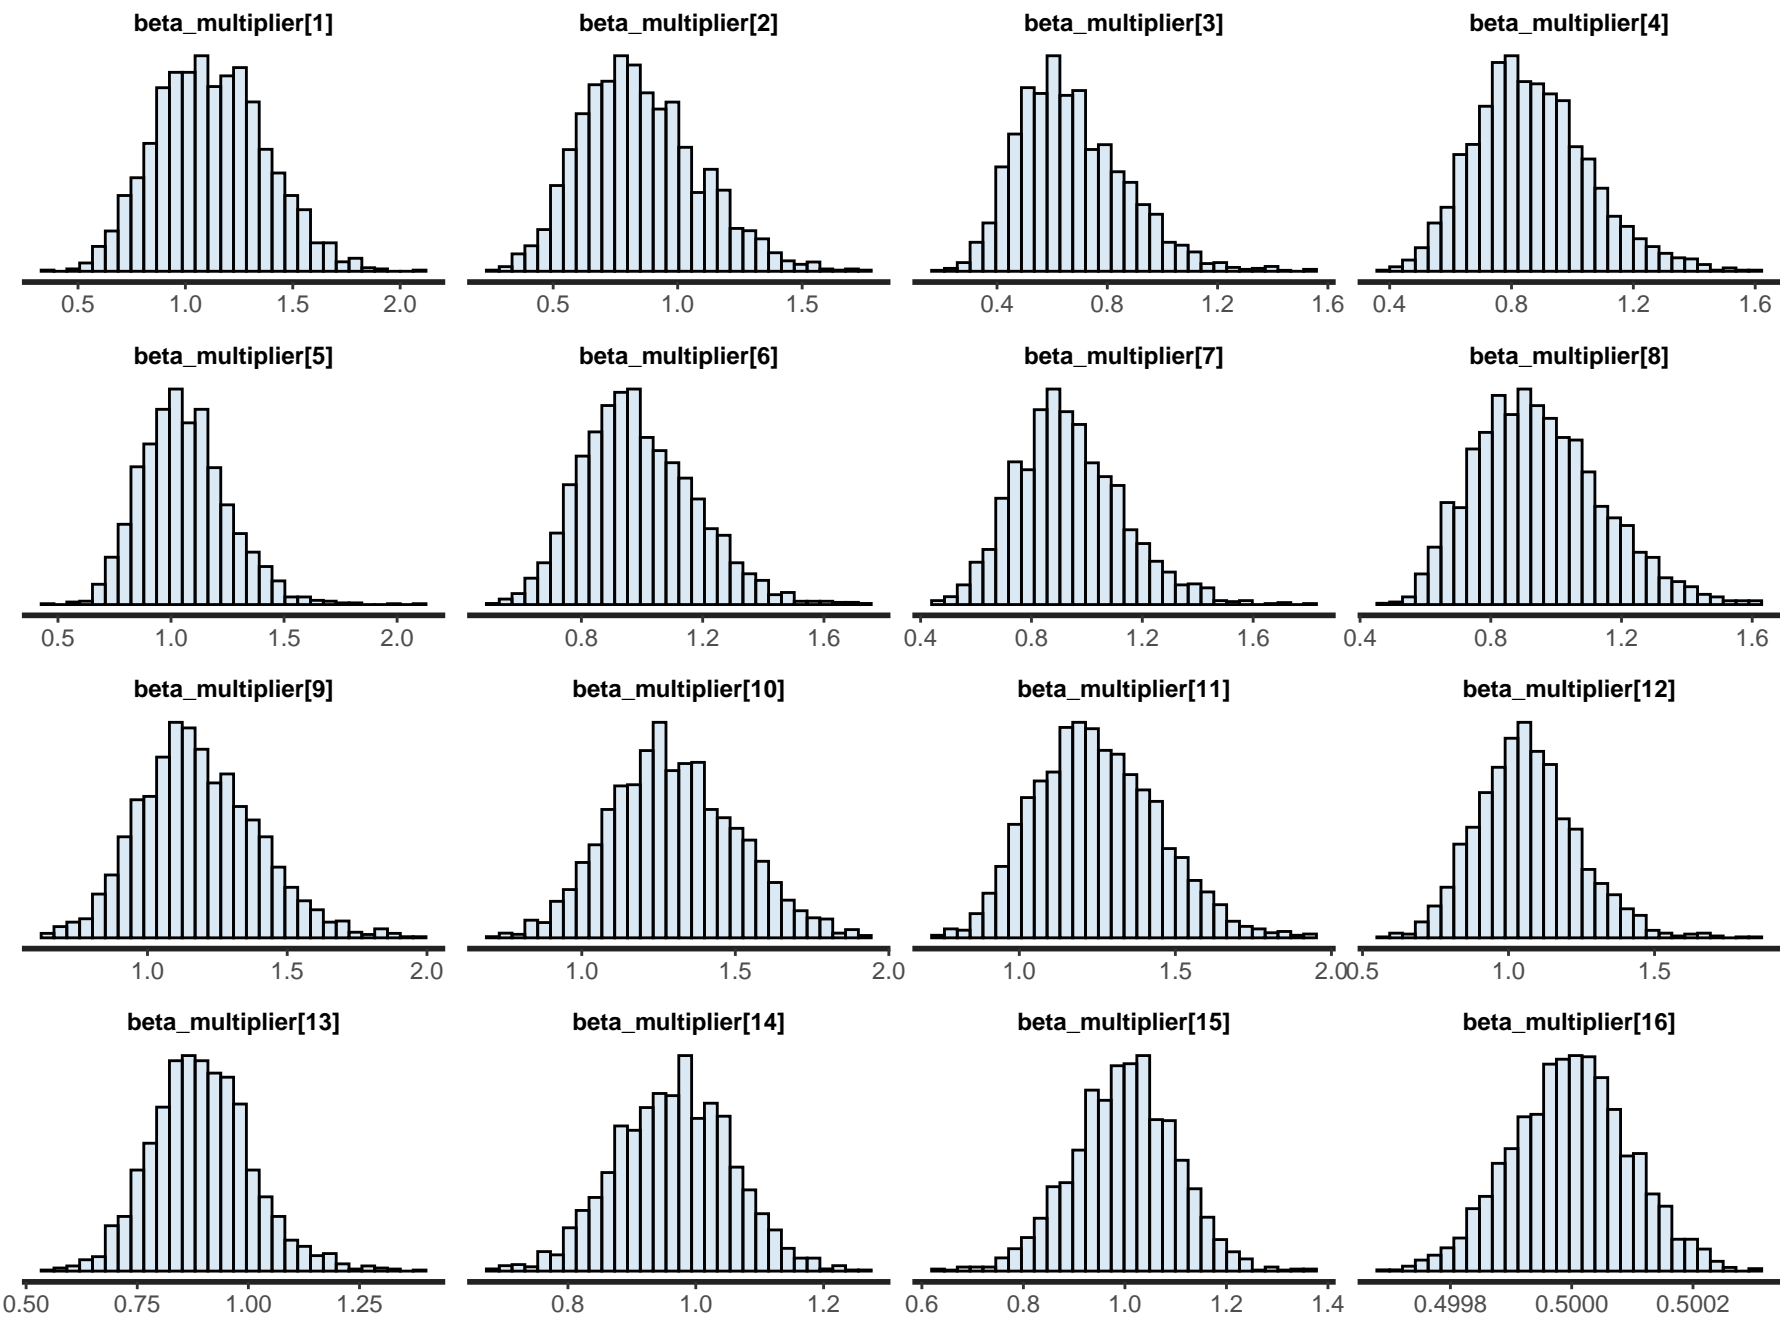 beta_multiplier[1] beta_multiplier[2] beta_multiplier[3] beta_multiplier[4]
0.5 1.0 1.5 2.0 0.5 1.0 1.5 0.4 0.8 1.2 1.6 0.4 0.8 1.2 1.6
beta_multiplier[5] beta_multiplier[6] beta_multiplier[7] beta_multiplier[8]
0.5 1.0 1.5 2.0 0.8 1.2 1.6 0.4 0.8 1.2 1.6 0.4 0.8 1.2 1.6
beta_multiplier[9] beta_multiplier[10] beta_multiplier[11] beta_multiplier[12]
1.0 1.5 2.0 1.0 1.5 2.0 1.0 1.5 2.0 0.5 1.0 1.5
beta_multiplier[13] beta_multiplier[14] beta_multiplier[15] beta_multiplier[16]
0.50 0.75 1.00 1.25 0.8 1.0 1.2 0.6 0.8 1.0 1.2 1.4 0.4998 0.5000 0.5002